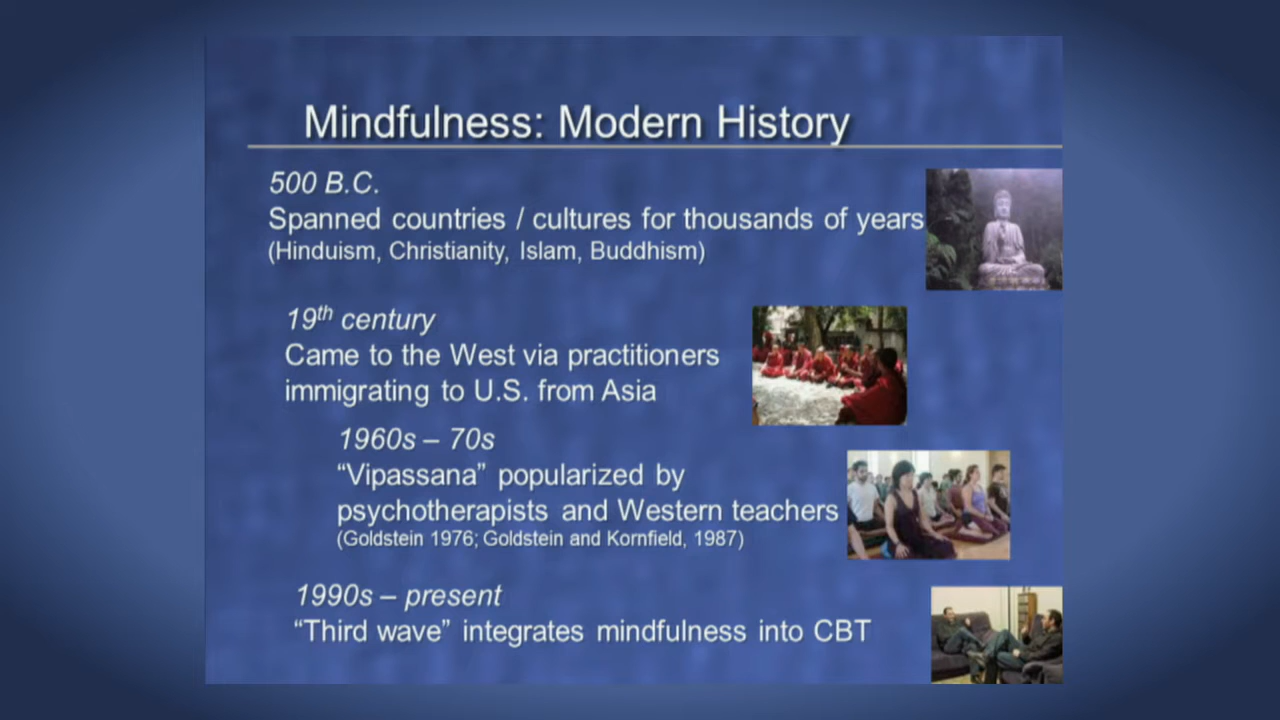 Mindfulness: Modern History
500 B.C.
Spanned countries / cultures for thousands of years
(Hinduism, Christianity, Islam, Buddhism)
19th century
Came to the West via practitioners
immigrating to U.S. from Asia
1960s – 70s
“Vipassana” popularized by
psychotherapists and Western teachers
(Goldstein 1976; Goldstein and Kornfield, 1987)
1990s – present
“Third wave” integrates mindfulness into CBT